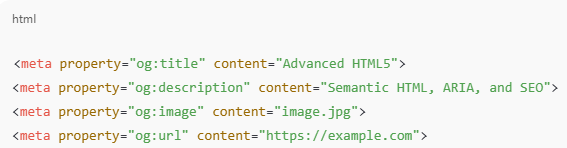 html
<meta property="og:title" content="Advanced HTML5">
<meta property="og:description" content="Semantic HTML, ARIA, and SEO">
<meta property="og:image" content="image.jpg">
<meta property="og:url" content="https://example.com">